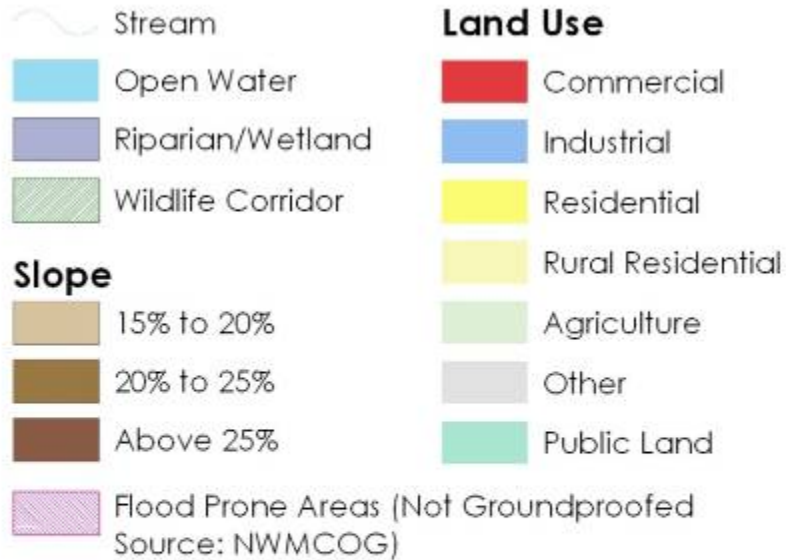 Stream
Open Water
Riparian/Wetland
Wildlife Corridor
Slope
15% to 20%
20% to 25%
Above 25%
Flood Prone Areas (Not Groundproofed
Source: NWMCOG)
Land Use
Commercial
Industrial
Residential
Rural Residential
Agriculture
Other
Public Land